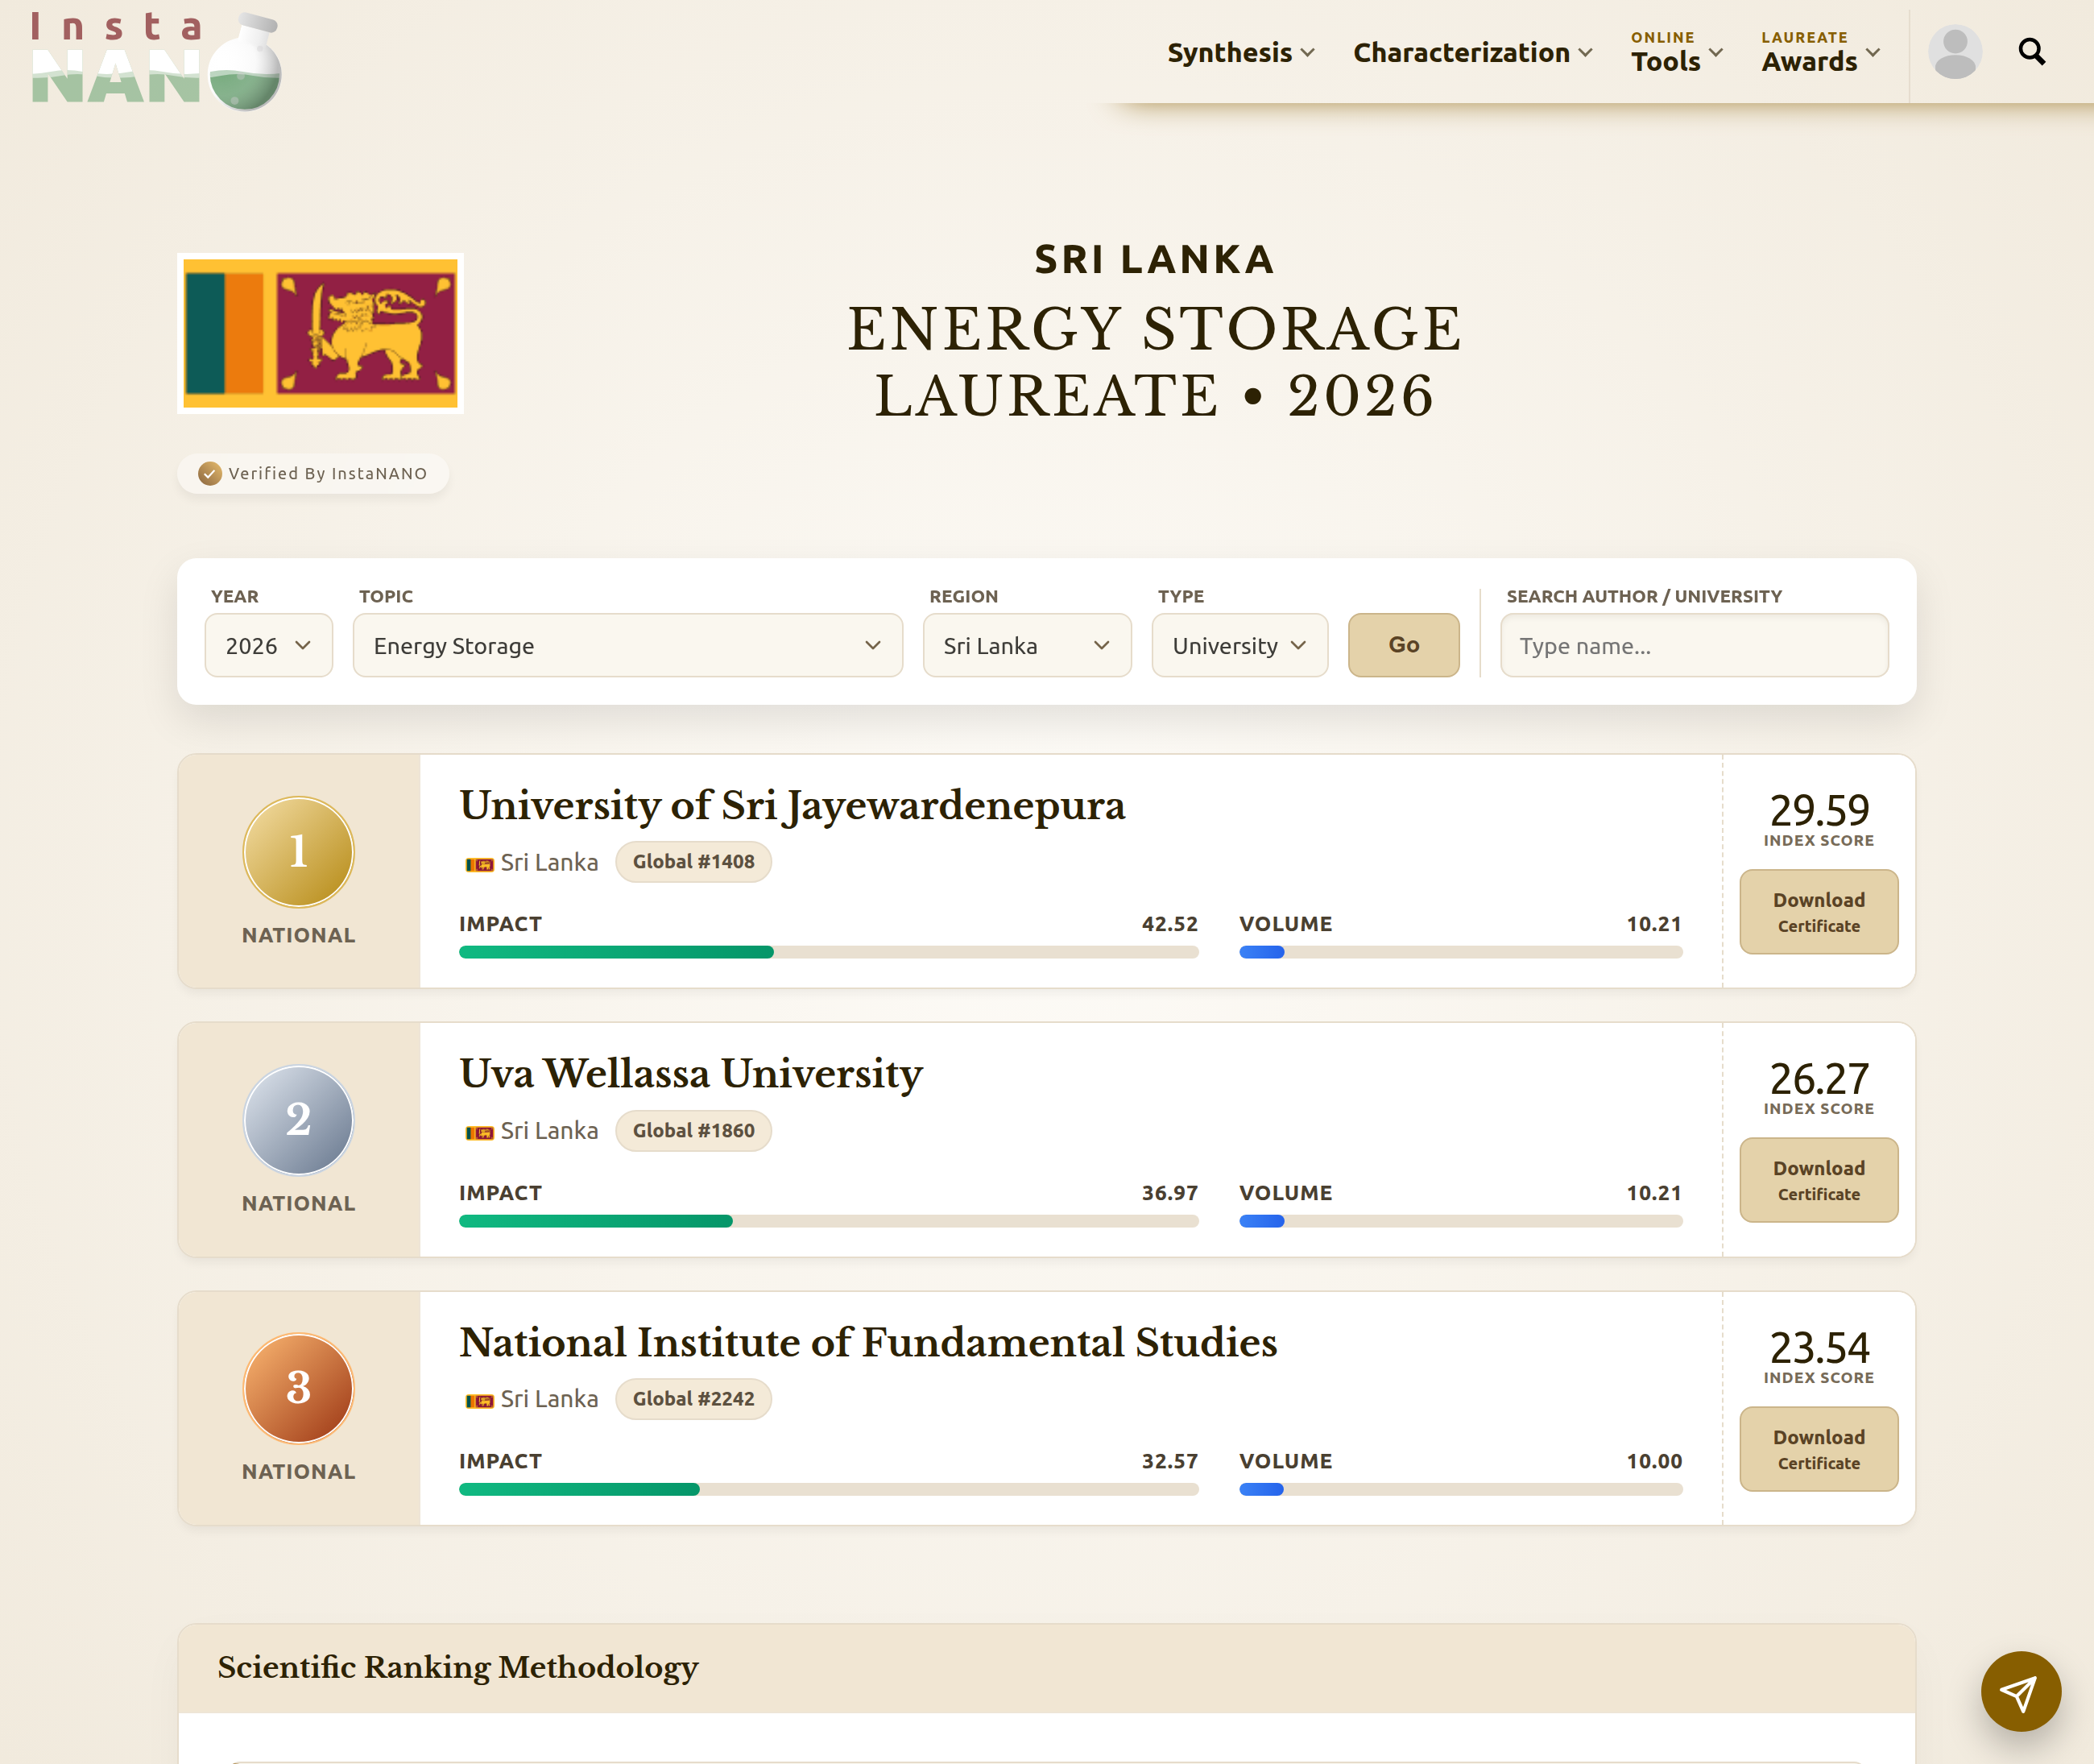 Insta
NANO
Synthesis
Characterization
ONLINE
Tools
LAUREATE
Awards
SRI LANKA
ENERGY STORAGE
LAUREATE • 2026
Verified By InstaNANO
YEAR
2026
TOPIC
Energy Storage
REGION
Sri Lanka
TYPE
University
Go
SEARCH AUTHOR / UNIVERSITY
Type name...
1
NATIONAL
University of Sri Jayewardenepura
Sri Lanka
Global #1408
IMPACT 42.52
VOLUME 10.21
29.59
INDEX SCORE
Download
Certificate
2
NATIONAL
Uva Wellassa University
Sri Lanka
Global #1860
IMPACT 36.97
VOLUME 10.21
26.27
INDEX SCORE
Download
Certificate
3
NATIONAL
National Institute of Fundamental Studies
Sri Lanka
Global #2242
IMPACT 32.57
VOLUME 10.00
23.54
INDEX SCORE
Download
Certificate
Scientific Ranking Methodology